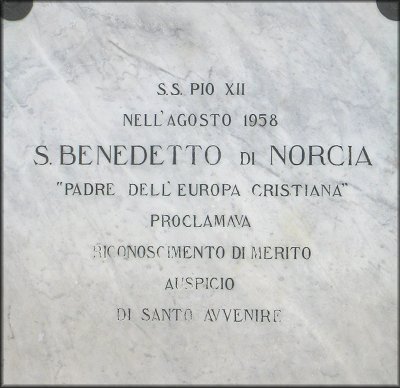 S.S. PIO XII
NELL'AGOSTO 1958
S. BENEDETTO DI NORCIA
"PADRE DELL'EUROPA CRISTIANA"
PROCLAMAVA
RICONOSCIMENTO DI MERITO
AUSPICIO
DI SANTO AVVENIRE